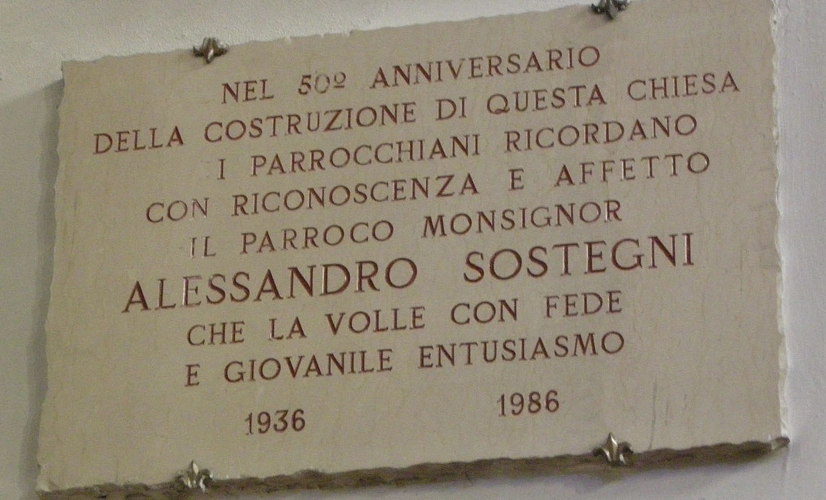 NEL 50º ANNIVERSARIO
DELLA COSTRUZIONE DI QUESTA CHIESA
I PARROCCHIANI RICORDANO
CON RICONOSCENZA E AFFETTO
IL PARROCO MONSIGNOR
ALESSANDRO SOSTEGNI
CHE LA VOLLE CON FEDE
E GIOVANILE ENTUSIASMO
1936 1986